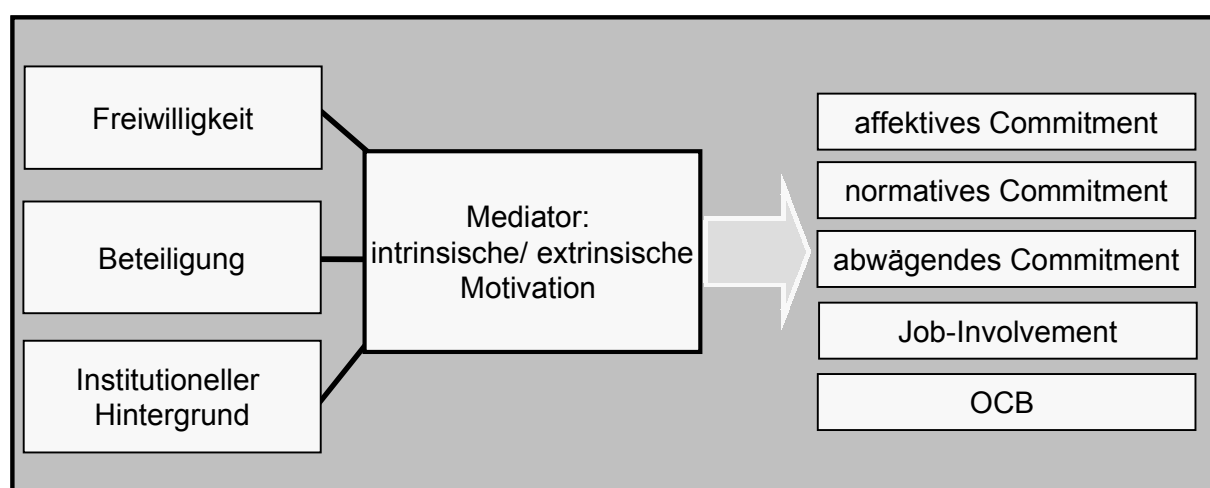 Freiwilligkeit
Beteiligung
Institutioneller
Hintergrund
Mediator:
intrinsische/ extrinsische
Motivation
affektives Commitment
normatives Commitment
abwägendes Commitment
Job-Involvement
OCB